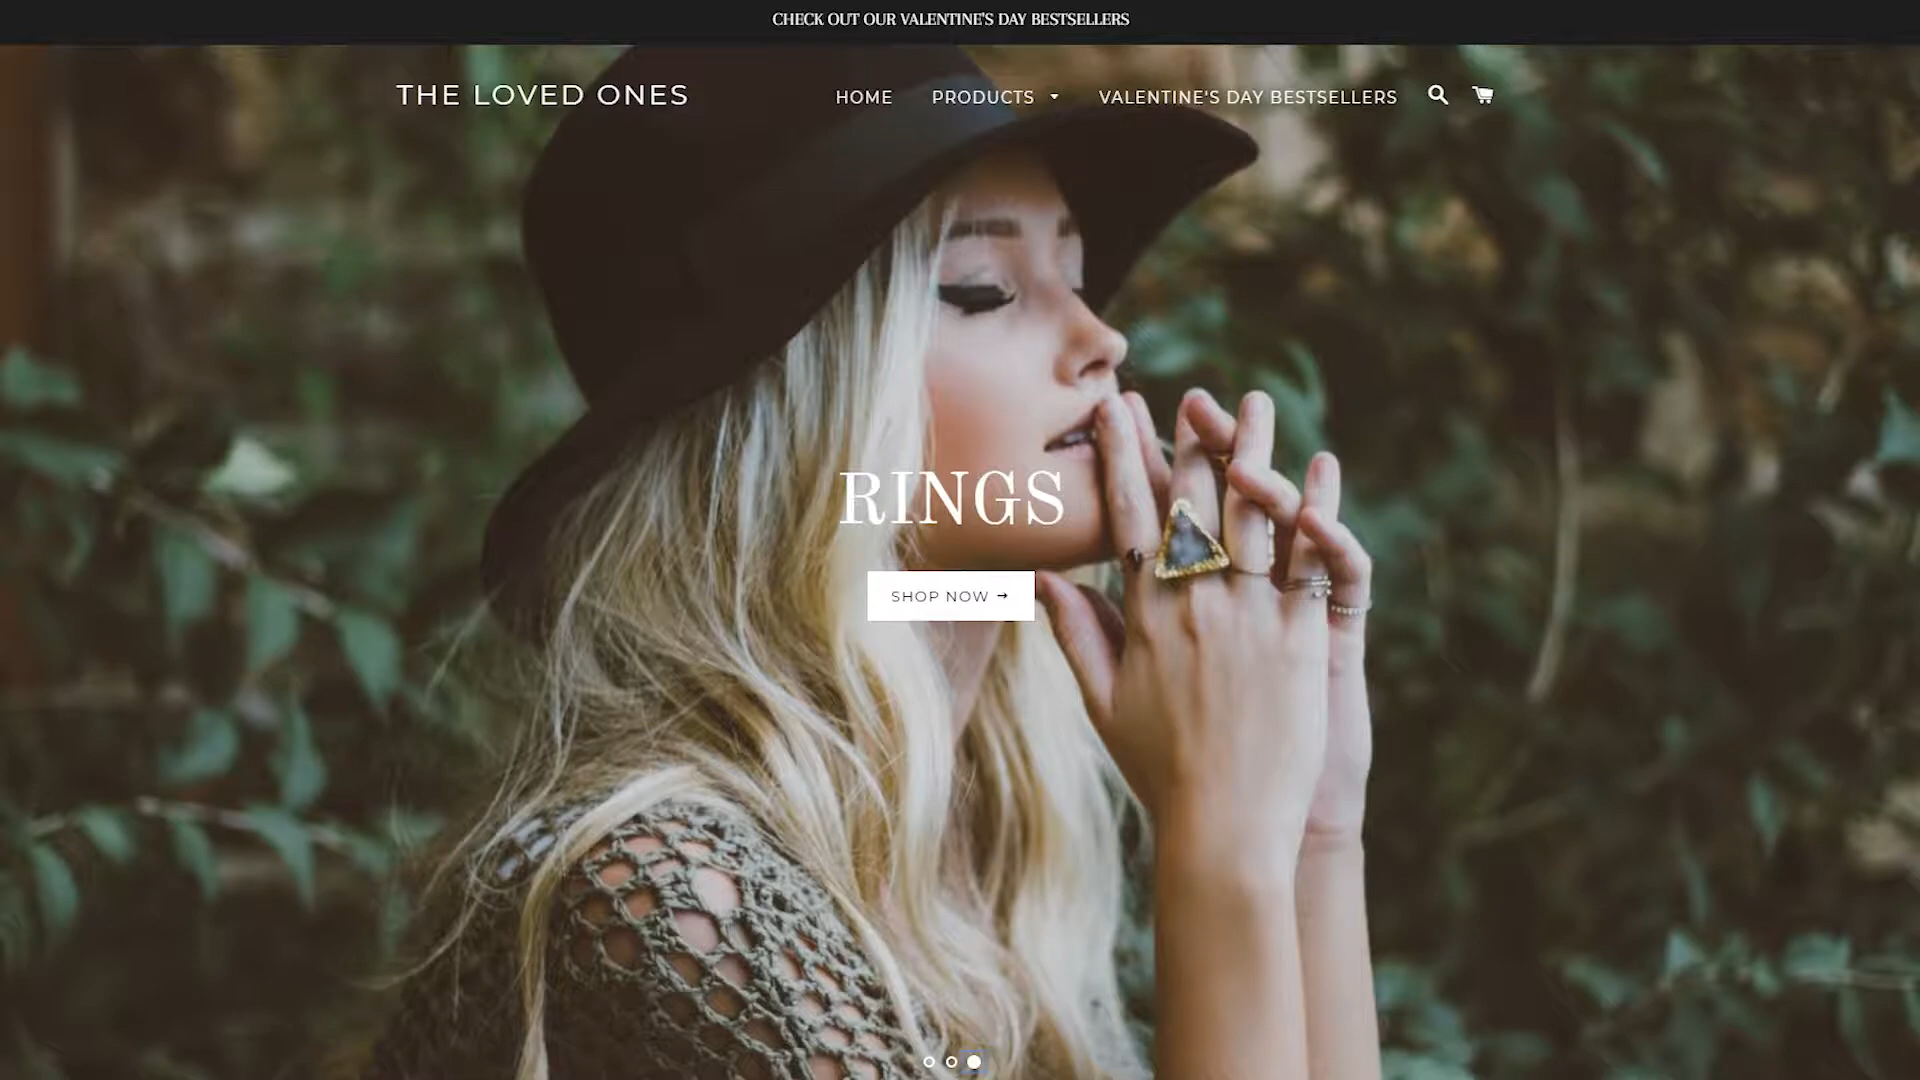 CHECK OUT OUR VALENTINE'S DAY BESTSELLERS
THE LOVED ONES
HOME
PRODUCTS
VALENTINE'S DAY BESTSELLERS
RINGS
SHOP NOW →